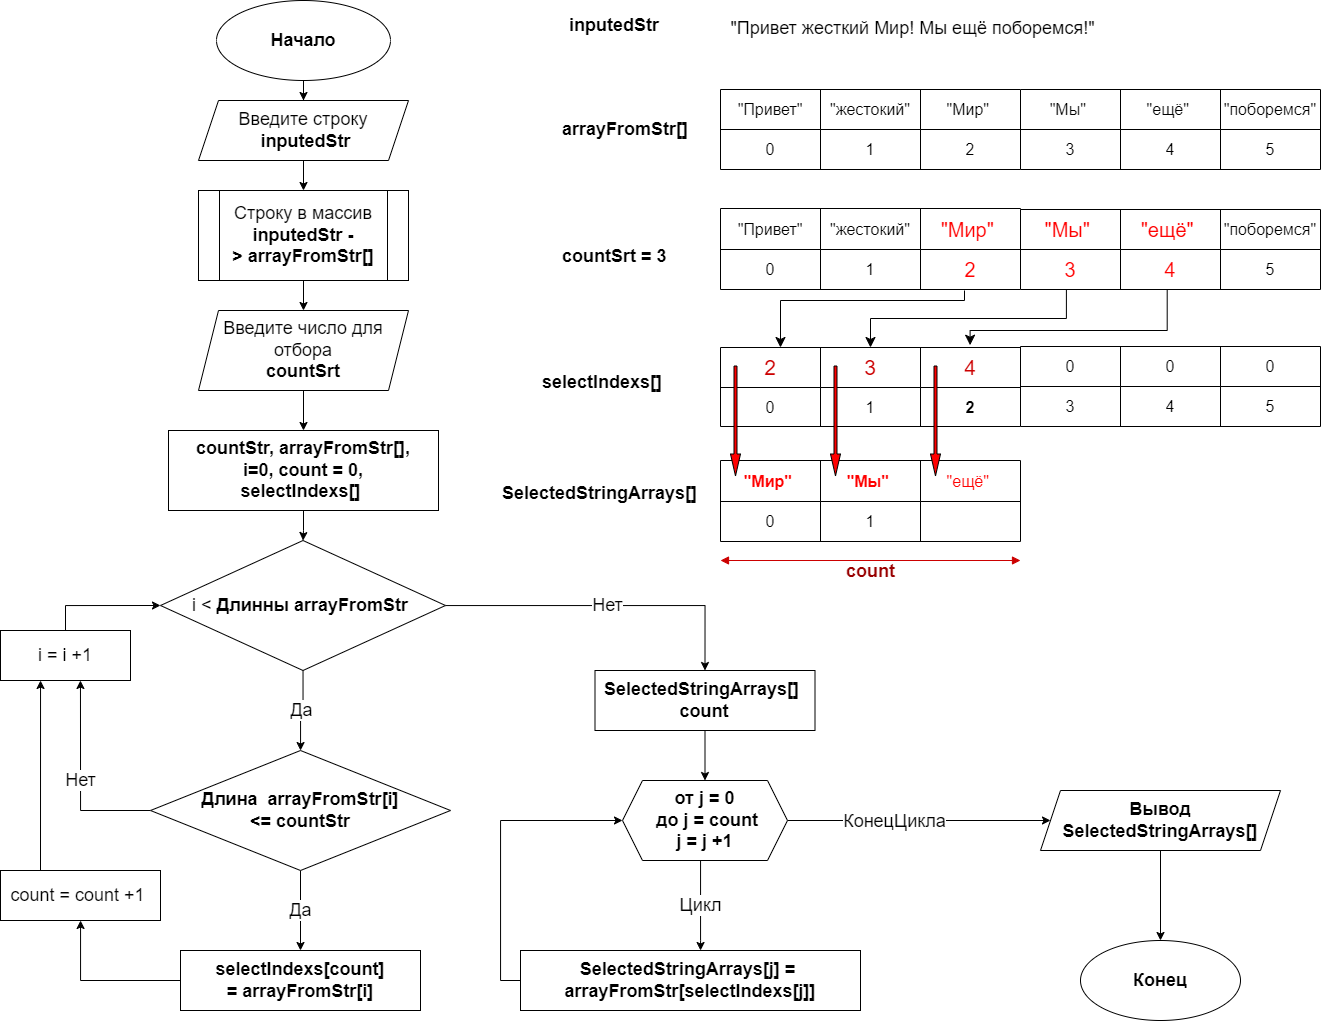 Начало
Введите строку
inputedStr
Строку в массив
inputedStr -
> arrayFromStr[]
Введите число для
отбора
countSrt
countStr, arrayFromStr[],
i=0, count = 0,
selectIndexs[]
i < Длинны arrayFromStr
i = i +1
Да
Нет
Длина arrayFromStr[i]
<= countStr
count = count +1
Да
selectIndexs[count]
= arrayFromStr[i]
Нет
SelectedStringArrays[]
count
от j = 0
до j = count
j = j +1
КонецЦикла
Цикл
SelectedStringArrays[j] =
arrayFromStr[selectIndexs[j]]
Вывод
SelectedStringArrays[]
Конец
inputedStr "Привет жесткий Мир! Мы ещё поборемся!"
arrayFromStr[]
"Привет" "жестокий" "Мир" "Мы" "ещё" "поборемся"
0 1 2 3 4 5
countSrt = 3
"Привет" "жестокий" "Мир" "Мы" "ещё" "поборемся"
0 1 2 3 4 5
selectIndexs[]
2 3 4 0 0 0
0 1 2 3 4 5
SelectedStringArrays[]
"Мир" "Мы" "ещё"
0 1
count